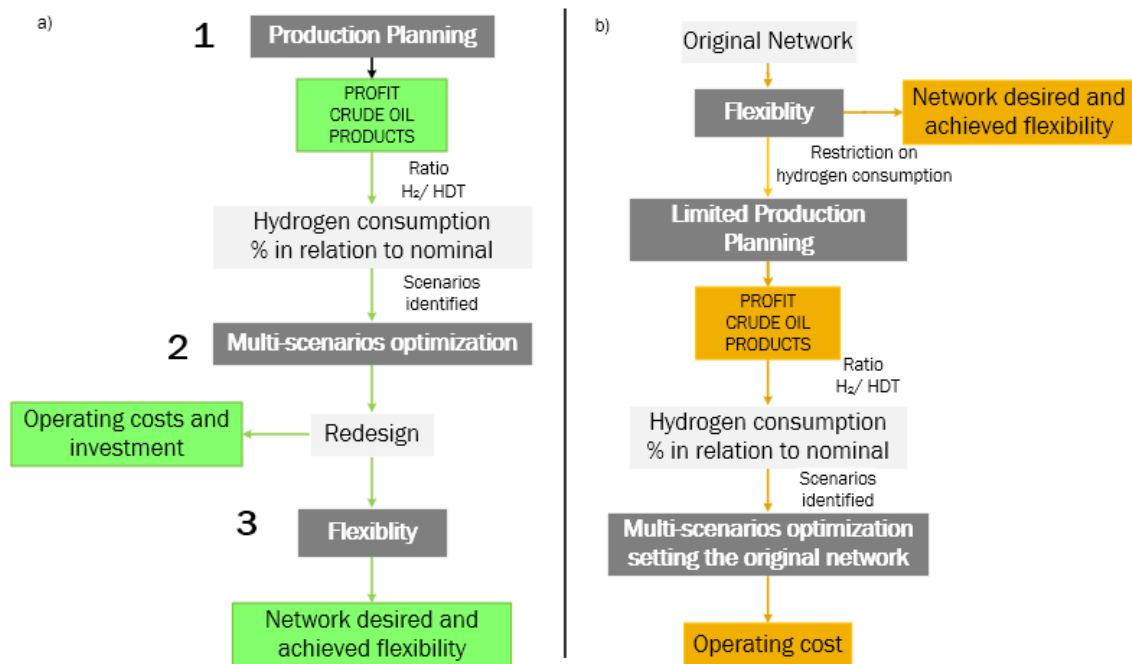 a)
1
Production Planning
PROFIT
CRUDE OIL
PRODUCTS
Ratio
H₂/ HDT
Hydrogen consumption
% in relation to nominal
Scenarios
identified
2
Multi-scenarios optimization
Operating costs and
investment
Redesign
3
Flexiblity
Network desired and
achieved flexibility
b)
Original Network
Flexiblity
Network desired and
achieved flexibility
Restriction on
hydrogen consumption
Limited Production
Planning
PROFIT
CRUDE OIL
PRODUCTS
Ratio
H₂/ HDT
Hydrogen consumption
% in relation to nominal
Scenarios
identified
Multi-scenarios optimization
setting the original network
Operating cost